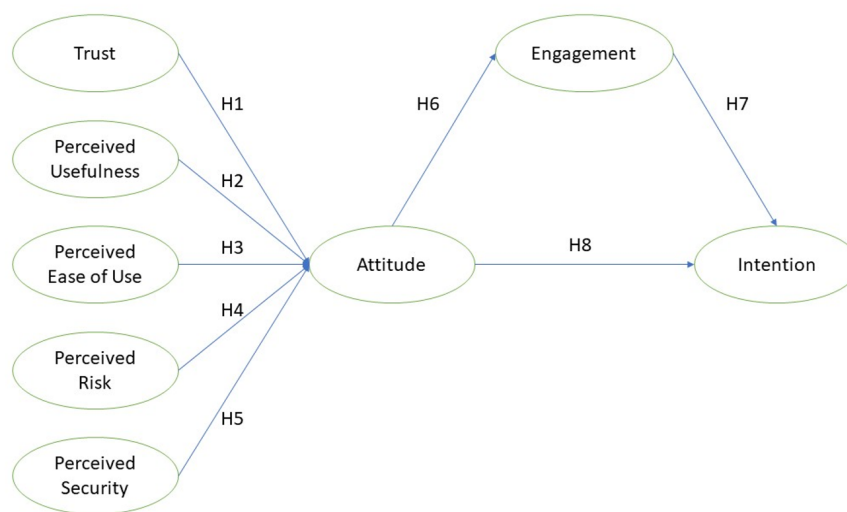 Trust
Engagement
H1
H6
H7
Perceived
Usefulness
H2
Perceived
Ease of Use
H3
Attitude
H8
Intention
H4
Perceived
Risk
H5
Perceived
Security